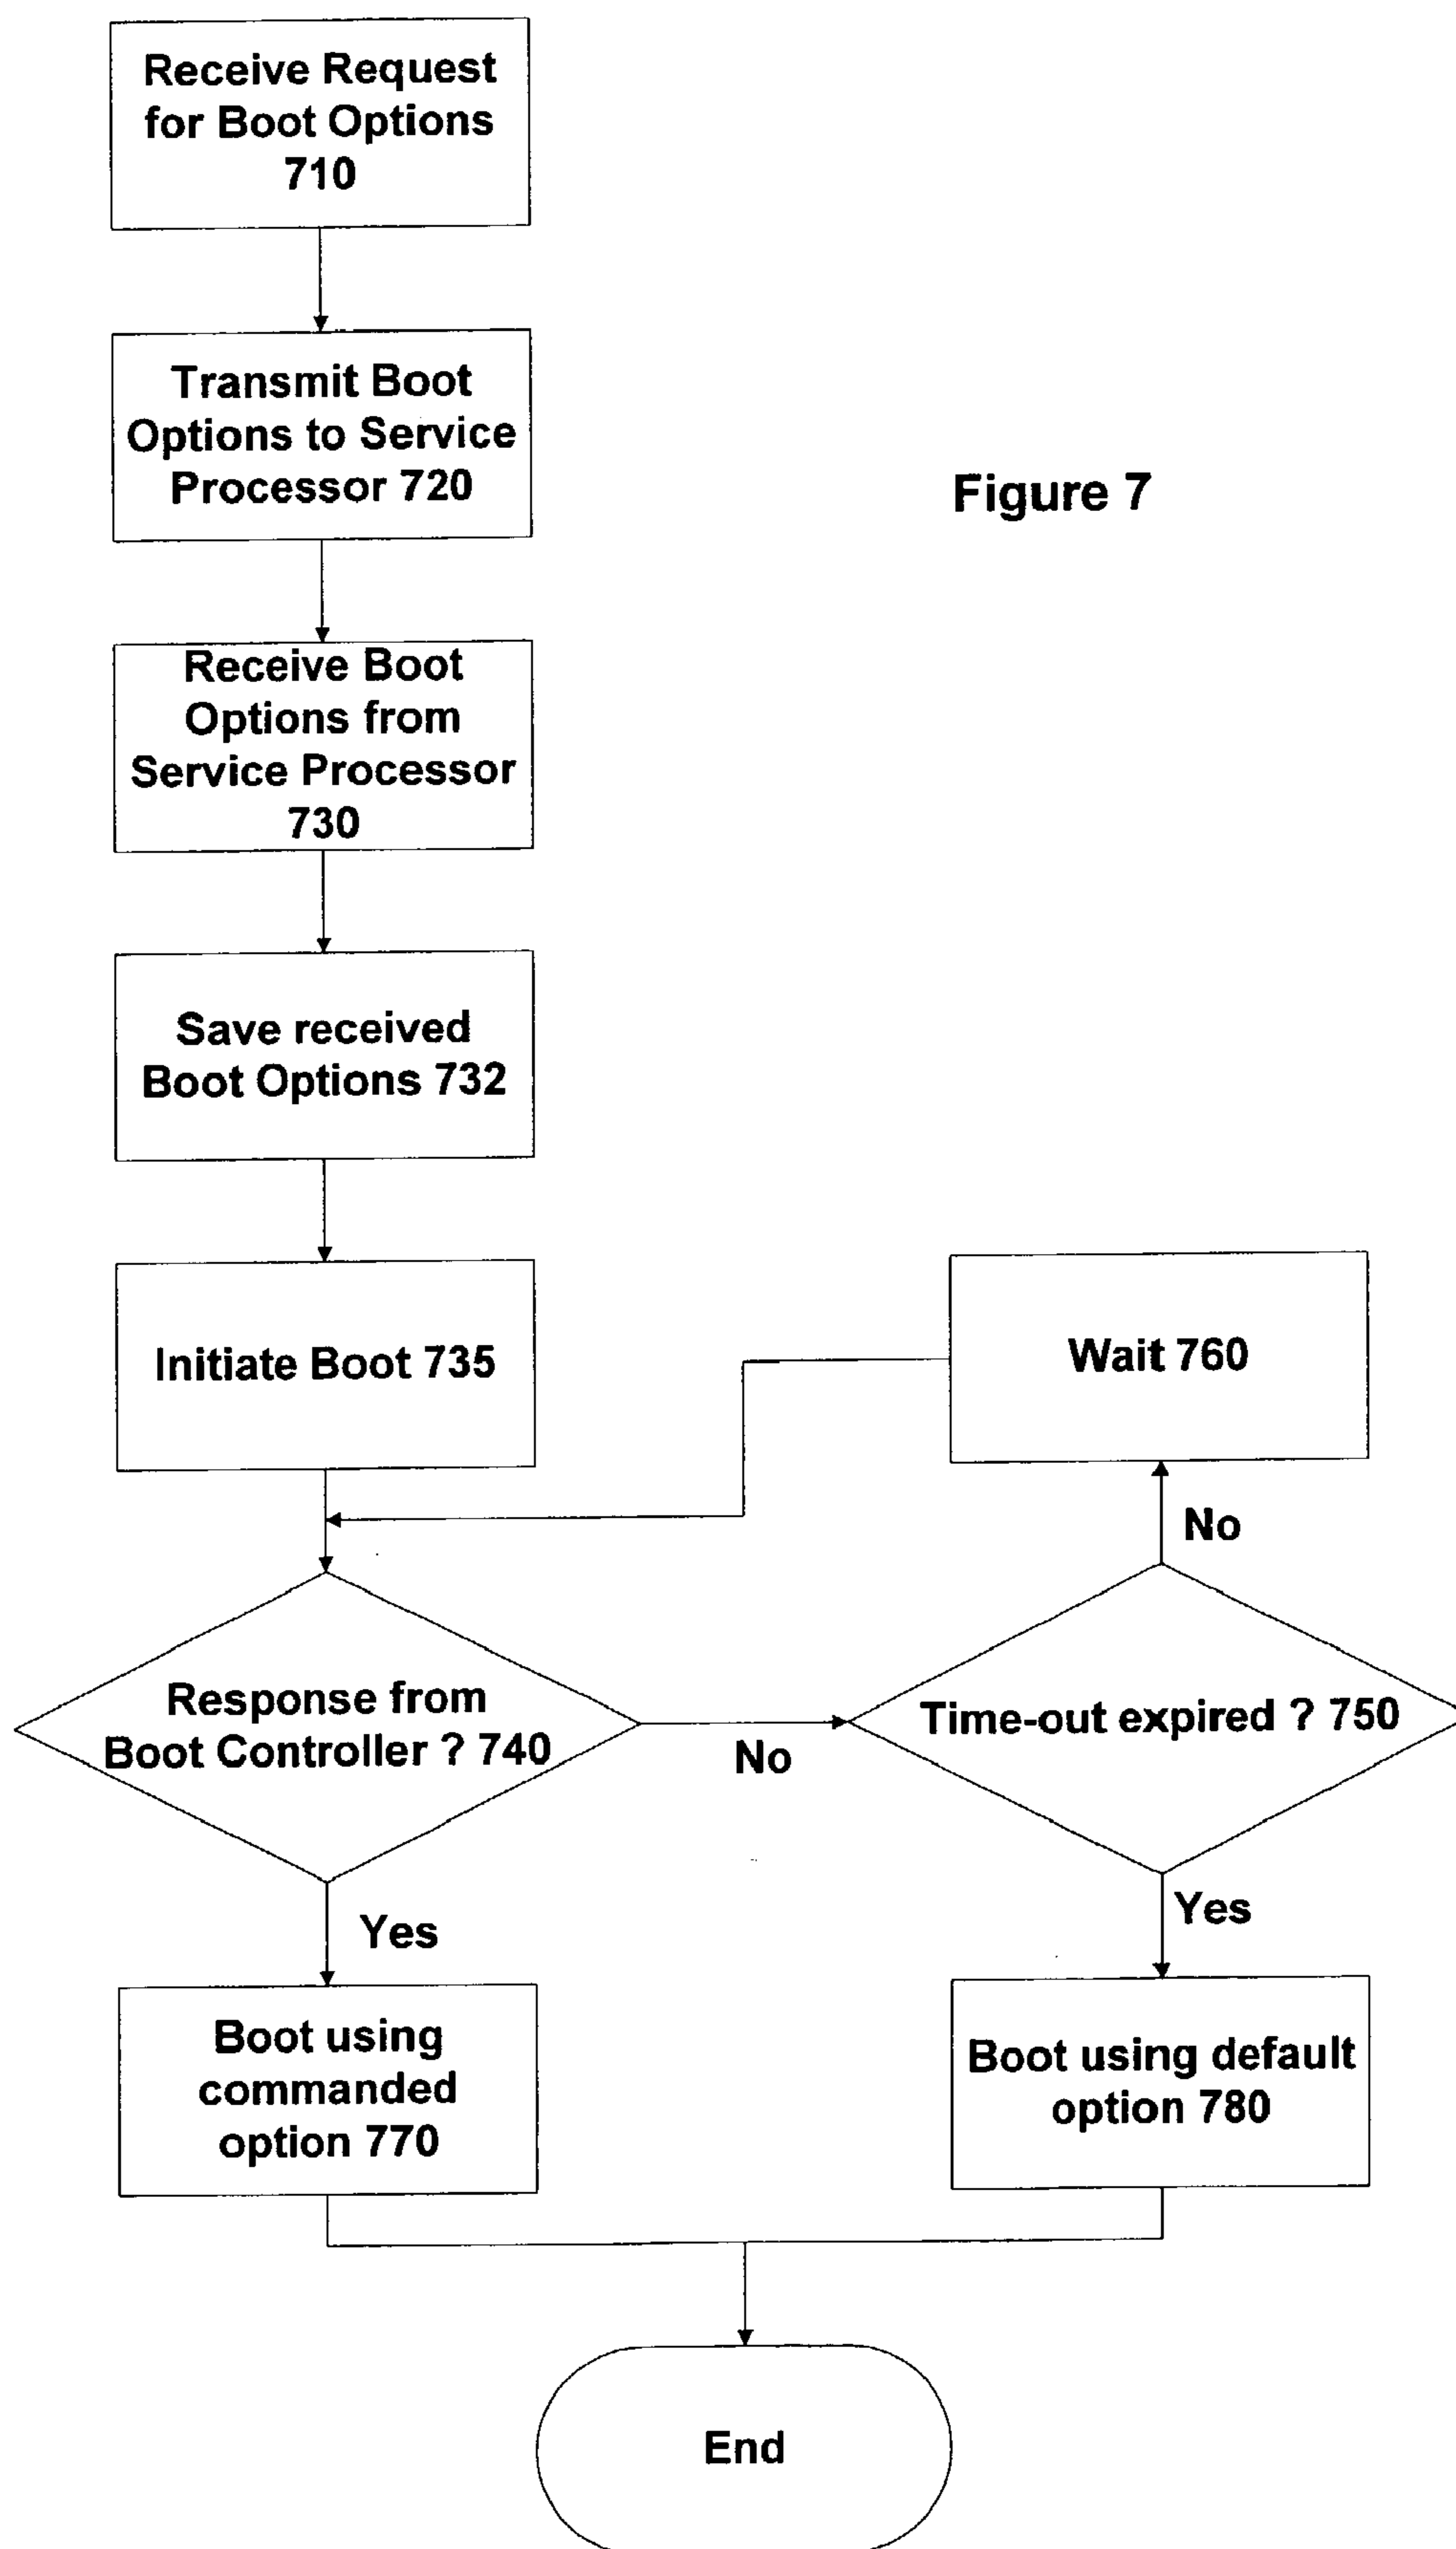 Receive Request
for Boot Options
710
Transmit Boot
Options to Service
Processor 720
Figure 7
Receive Boot
Options from
Service Processor
730
Save received
Boot Options 732
Initiate Boot 735
Wait 760
No
Response from
Boot Controller ? 740
No
Time-out expired ? 750
Yes
Yes
Boot using
commanded
option 770
Boot using default
option 780
End